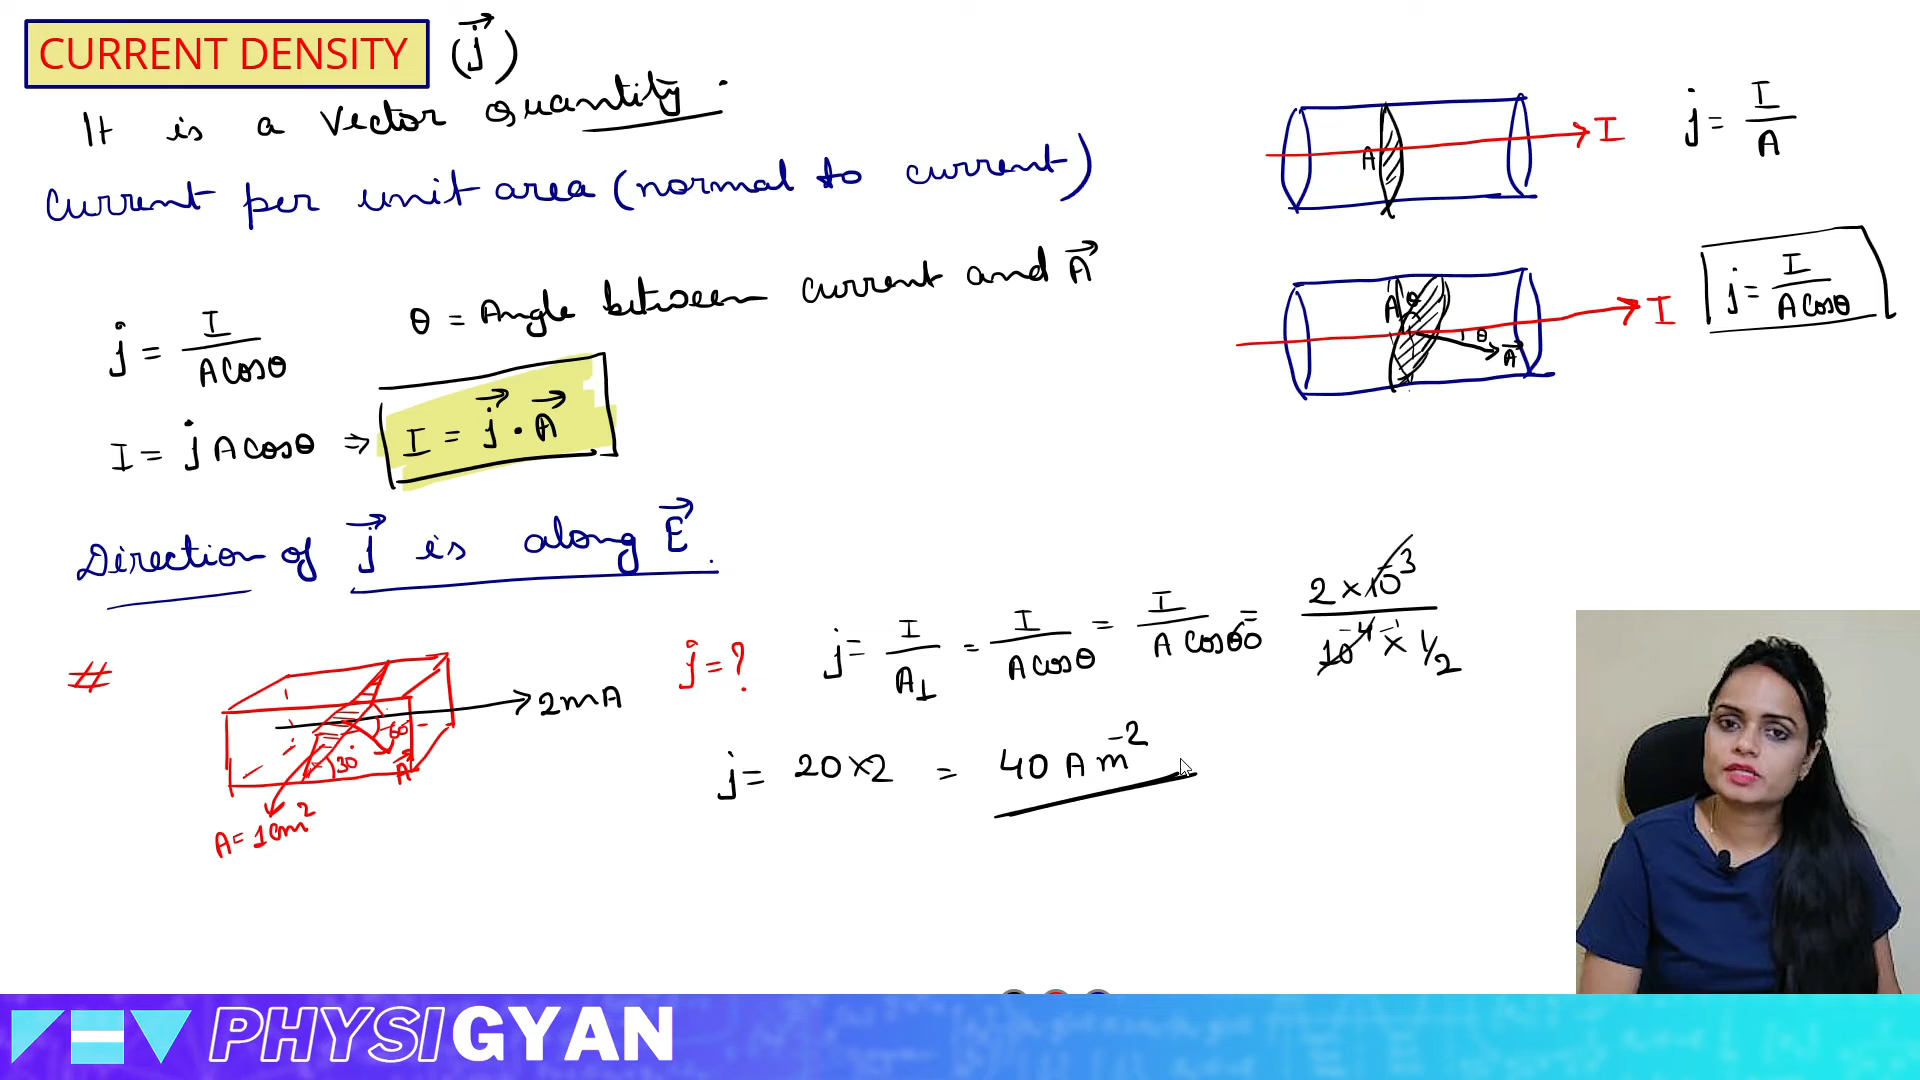 CURRENT DENSITY (j⃗)
It is a vector quantity.
Current per unit area (normal to current)
j = I / A cosθ
θ = Angle between current and A⃗
I = j A cosθ ⇒ I = j⃗ · A⃗
Direction of j⃗ is along E⃗.
A
I
j = I / A
A
θ
θ
A⃗
I
j = I / A cosθ
#
2mA
60°
30°
A⃗
A = 1cm²
j = ?
j = I / A⊥ = I / A cosθ = I / A cos60 = 2 × 10⁻³ / 10⁻⁴ × 1/2
j = 20×2 = 40 A m⁻²
PHYSIGYAN